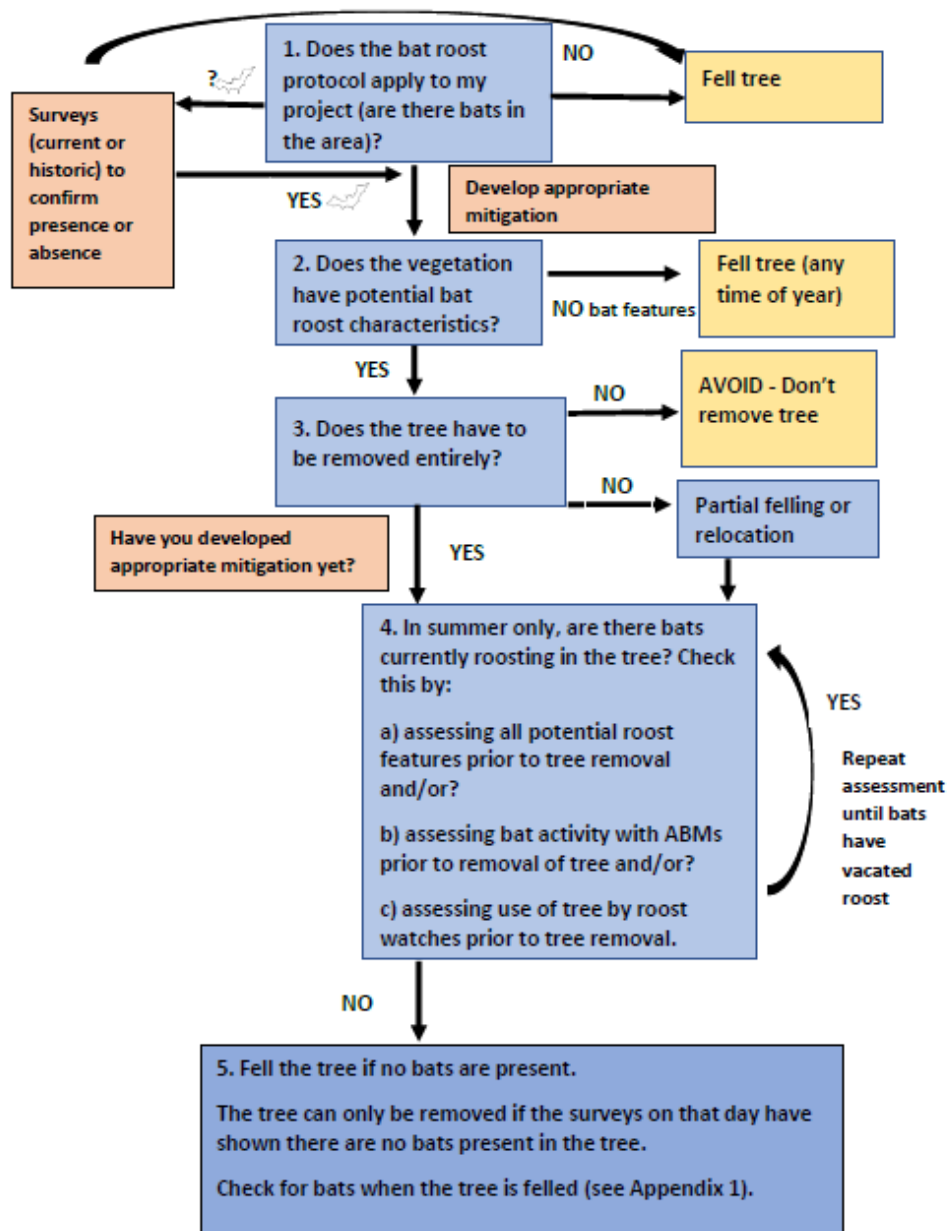 1. Does the bat roost
protocol apply to my
project (are there bats in
the area)?
NO
Fell tree
?
Surveys
(current or
historic) to
confirm
presence or
absence
YES
Develop appropriate
mitigation
2. Does the vegetation
have potential bat
roost characteristics?
NO bat features
Fell tree (any
time of year)
YES
3. Does the tree have to
be removed entirely?
NO
AVOID - Don't
remove tree
NO
Partial felling or
relocation
Have you developed
appropriate mitigation yet?
YES
4. In summer only, are there bats
currently roosting in the tree? Check
this by:
a) assessing all potential roost
features prior to tree removal
and/or?
b) assessing bat activity with ABMs
prior to removal of tree and/or?
c) assessing use of tree by roost
watches prior to tree removal.
YES
Repeat
assessment
until bats
have
vacated
roost
NO
5. Fell the tree if no bats are present.
The tree can only be removed if the surveys on that day have
shown there are no bats present in the tree.
Check for bats when the tree is felled (see Appendix 1).